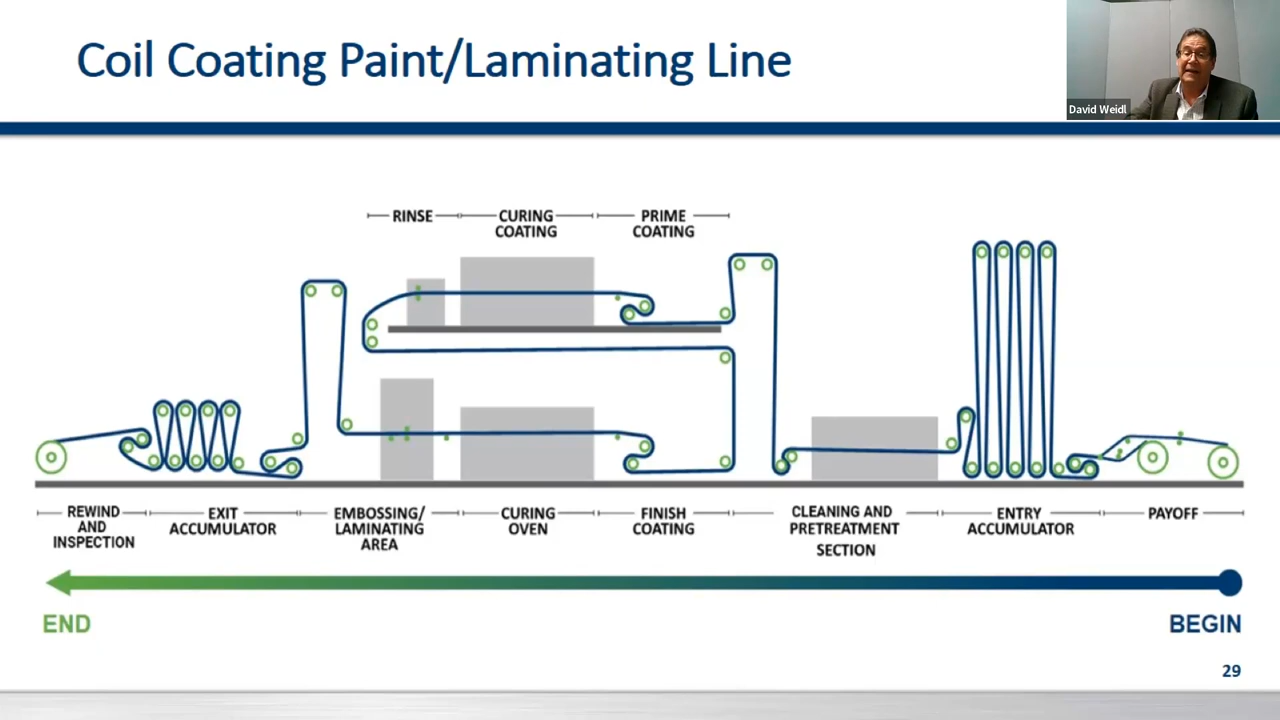 Coil Coating Paint/Laminating Line
David Weidl
RINSE
CURING
COATING
PRIME
COATING
REWIND
AND
INSPECTION
EXIT
ACCUMULATOR
EMBOSSING/
LAMINATING
AREA
CURING
OVEN
FINISH
COATING
CLEANING AND
PRETREATMENT
SECTION
ENTRY
ACCUMULATOR
PAYOFF
END
BEGIN
29